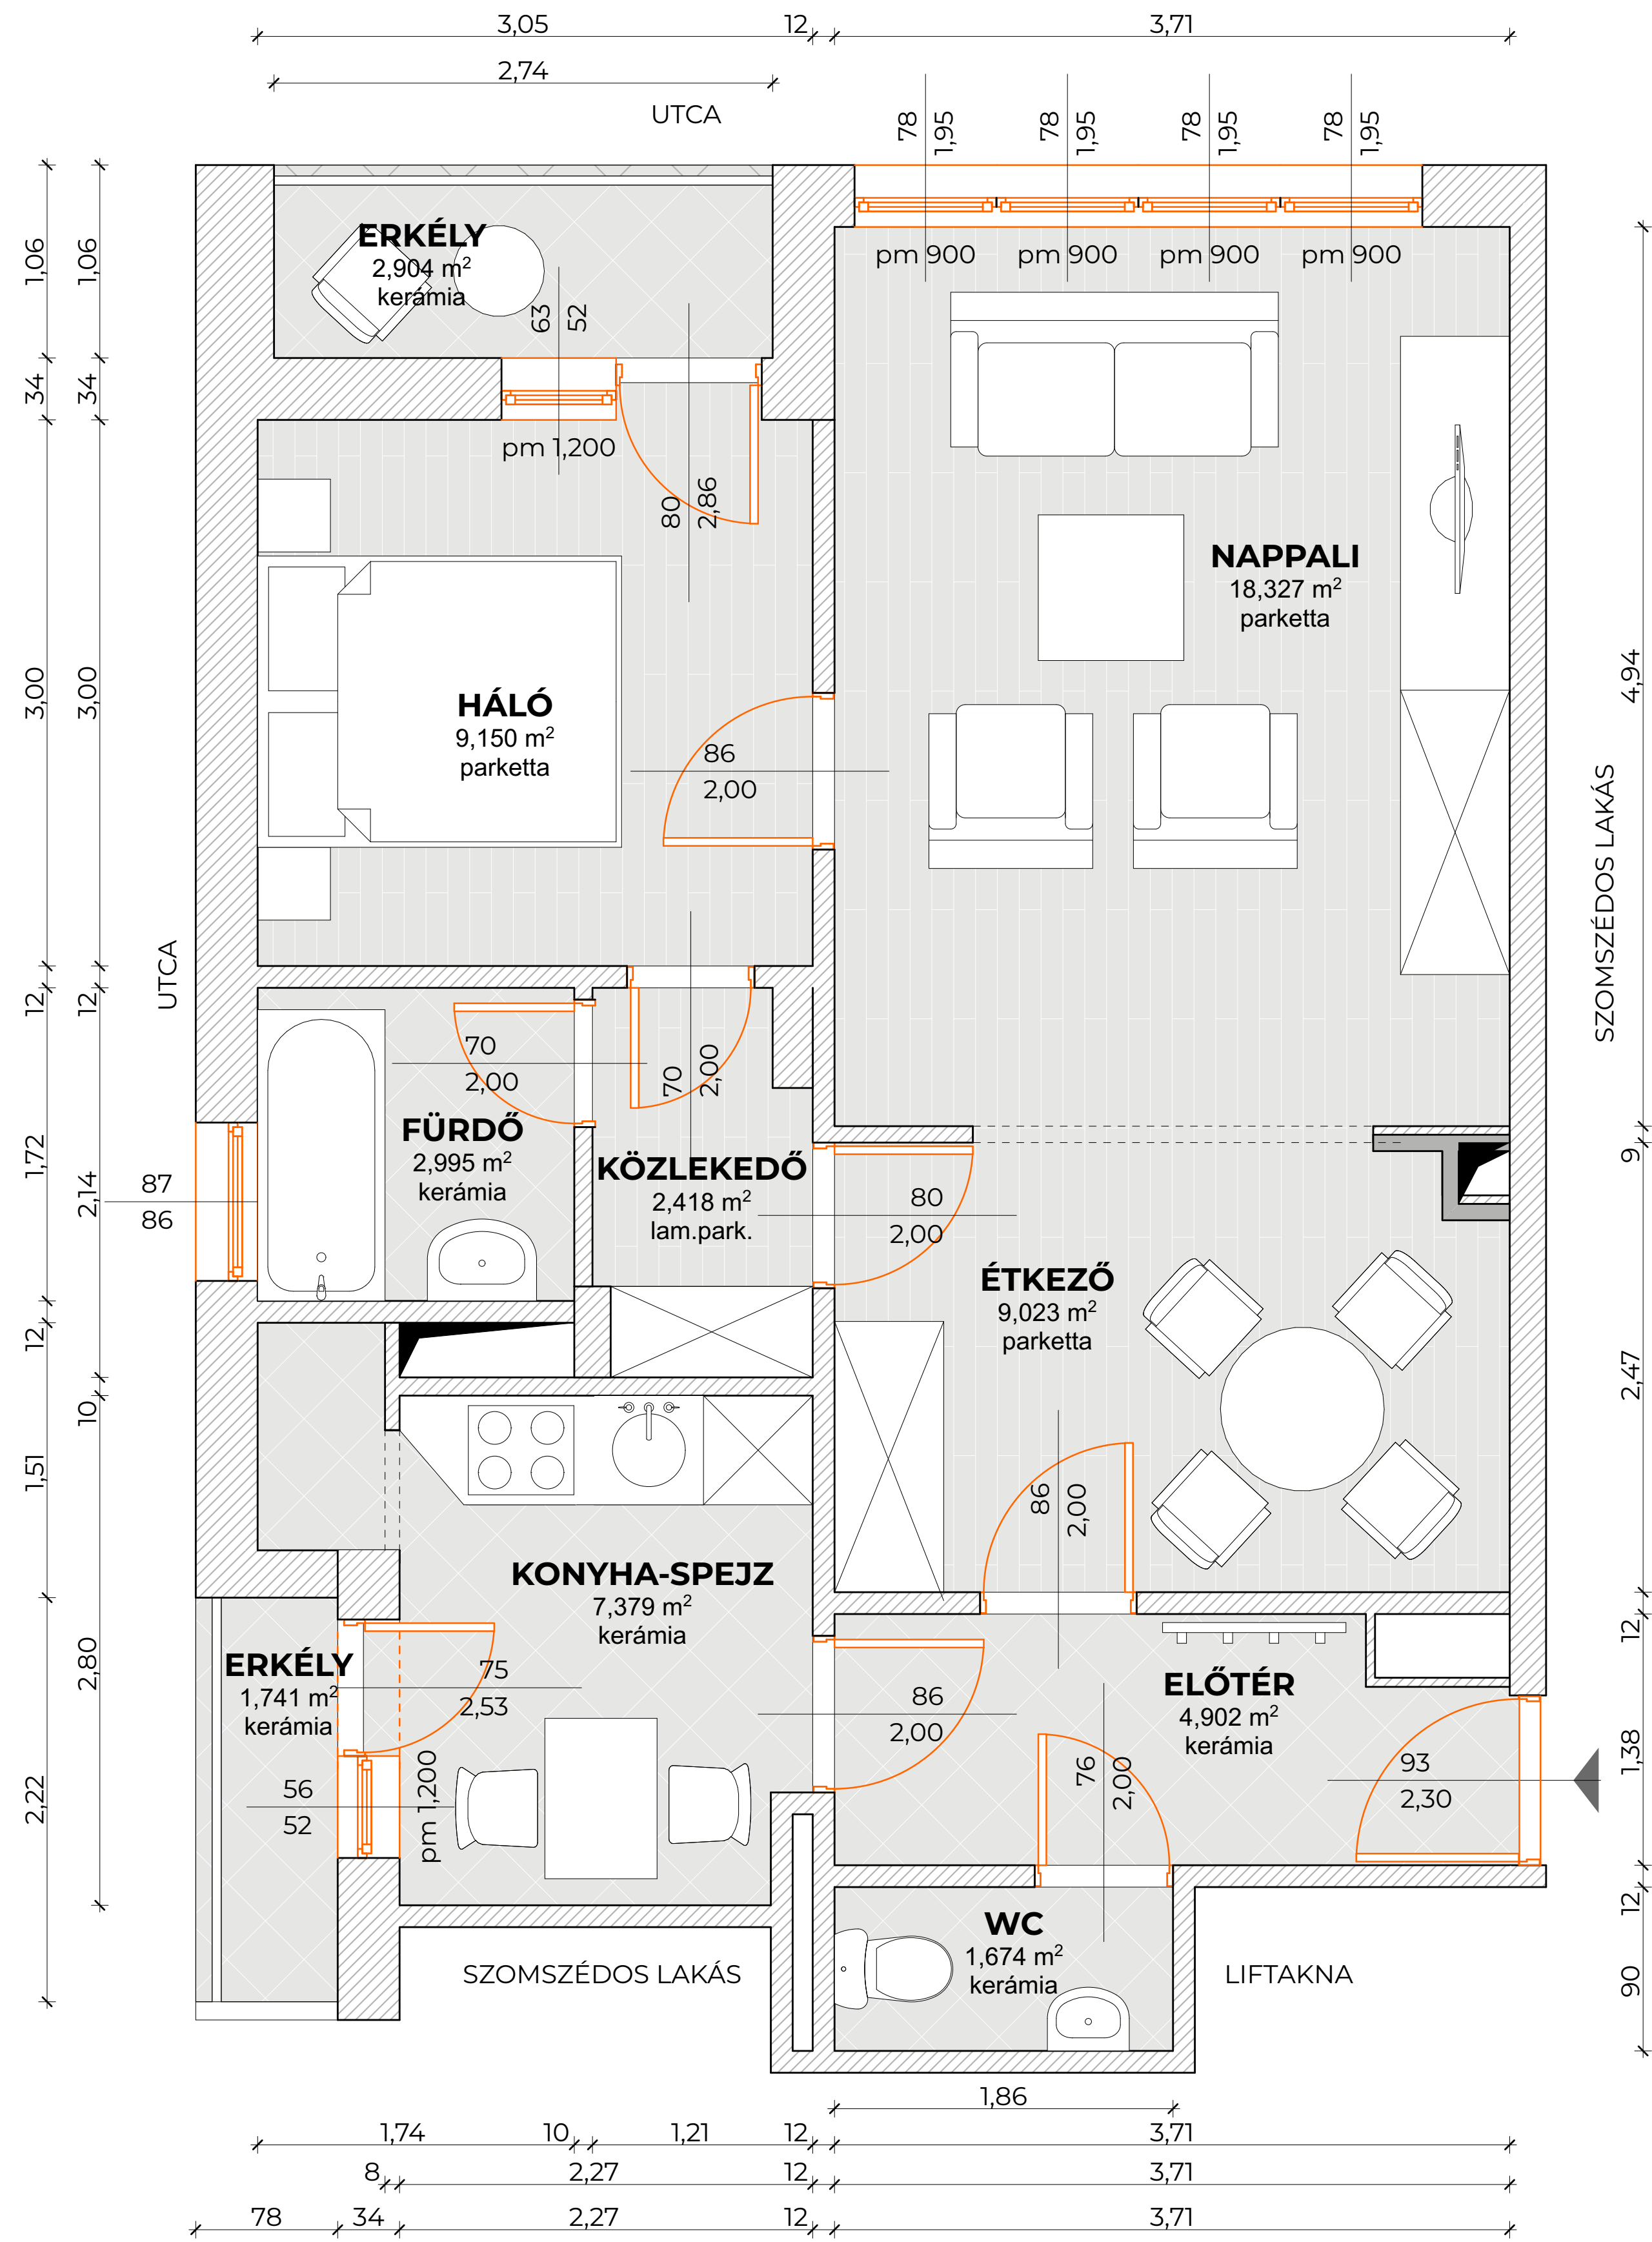 3,05
12
3,71
2,74
UTCA
78
1,95
78
1,95
78
1,95
78
1,95
pm 900
pm 900
pm 900
pm 900
ERKÉLY
2,904 m²
kerámia
63
52
pm 1,200
80
2,86
1,06
34
3,00
12
1,72
12
1,51
2,22
1,06
34
3,00
12
2,14
10
2,80
NAPPALI
18,327 m²
parketta
HÁLÓ
9,150 m²
parketta
86
2,00
4,94
SZOMSZÉDOS LAKÁS
UTCA
70
2,00
70
2,00
FÜRDŐ
2,995 m²
kerámia
KÖZLEKEDŐ
2,418 m²
lam.park.
87
86
80
2,00
9
ÉTKEZŐ
9,023 m²
parketta
2,47
86
2,00
KONYHA-SPEJZ
7,379 m²
kerámia
ERKÉLY
1,741 m²
kerámia
75
2,53
56
52
pm 1,200
86
2,00
ELŐTÉR
4,902 m²
kerámia
76
2,00
93
2,30
12
1,38
12
90
WC
1,674 m²
kerámia
SZOMSZÉDOS LAKÁS
LIFTAKNA
1,86
1,74
10
1,21
12
3,71
8
2,27
12
3,71
78
34
2,27
12
3,71